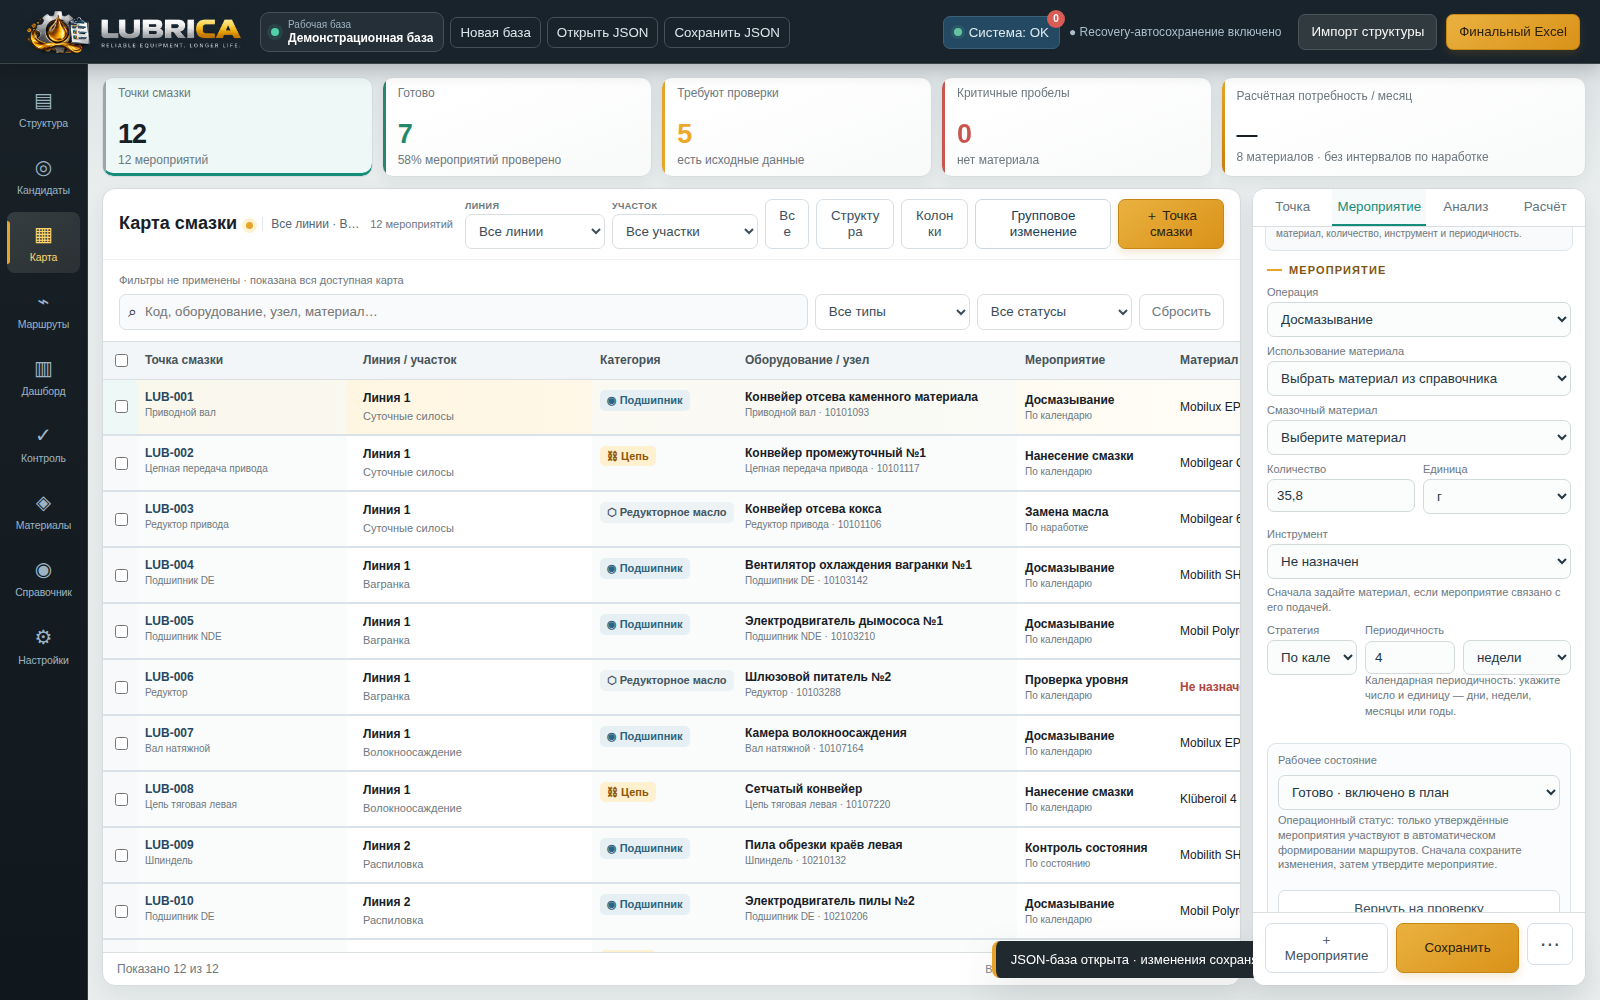 LUBRICA
RELIABLE EQUIPMENT. LONGER LIFE.
Рабочая база
Демонстрационная база
Новая база
Открыть JSON
Сохранить JSON
Система: OK
0
● Recovery-автосохранение включено
Импорт структуры
Финальный Excel
Структура
Кандидаты
Карта
Маршруты
Дашборд
Контроль
Материалы
Справочник
Настройки
Точки смазки
12
12 мероприятий
Готово
7
58% мероприятий проверено
Требуют проверки
5
есть исходные данные
Критичные пробелы
0
нет материала
Расчётная потребность / месяц
—
8 материалов · без интервалов по наработке
Карта смазки
Все линии · В…
12 мероприятий
ЛИНИЯ
Все линии
УЧАСТОК
Все участки
Вс
е
Структу
ра
Колон
ки
Групповое
изменение
+ Точка
смазки
Фильтры не применены · показана вся доступная карта
Код, оборудование, узел, материал…
Все типы
Все статусы
Сбросить
Точка смазки Линия / участок Категория Оборудование / узел Мероприятие Материал
LUB-001 Линия 1 Подшипник Конвейер отсева каменного материала Досмазывание Mobilux EP
Приводной вал Суточные силосы Приводной вал · 10101093 По календарю
LUB-002 Линия 1 Цепь Конвейер промежуточный №1 Нанесение смазки Mobilgear
Цепная передача привода Суточные силосы Цепная передача привода · 10101117 По календарю
LUB-003 Линия 1 Редукторное масло Конвейер отсева кокса Замена масла Mobilgear 6
Редуктор привода Суточные силосы Редуктор привода · 10101106 По наработке
LUB-004 Линия 1 Подшипник Вентилятор охлаждения вагранки №1 Досмазывание Mobilith SH
Подшипник DE Вагранка Подшипник DE · 10103142 По календарю
LUB-005 Линия 1 Подшипник Электродвигатель дымососа №1 Досмазывание Mobil Polyr
Подшипник NDE Вагранка Подшипник NDE · 10103210 По календарю
LUB-006 Линия 1 Редукторное масло Шлюзовой питатель №2 Проверка уровня Не назнач
Редуктор Вагранка Редуктор · 10103288 По календарю
LUB-007 Линия 1 Подшипник Камера волокноосаждения Досмазывание Mobilux EP
Вал натяжной Волокноосаждение Вал натяжной · 10107164 По календарю
LUB-008 Линия 1 Цепь Сетчатый конвейер Нанесение смазки Klüberoil 4
Цепь тяговая левая Волокноосаждение Цепь тяговая левая · 10107220 По календарю
LUB-009 Линия 2 Подшипник Пила обрезки краёв левая Контроль состояния Mobilith SH
Шпиндель Распиловка Шпиндель · 10210132 По состоянию
LUB-010 Линия 2 Подшипник Электродвигатель пилы №2 Досмазывание Mobil Polyr
Подшипник DE Распиловка Подшипник DE · 10210206 По календарю
Показано 12 из 12
JSON-база открыта · изменения сохран
Точка
Мероприятие
Анализ
Расчёт
материал, количество, инструмент и периодичность.
МЕРОПРИЯТИЕ
Операция
Досмазывание
Использование материала
Выбрать материал из справочника
Смазочный материал
Выберите материал
Количество Единица
35,8 г
Инструмент
Не назначен
Сначала задайте материал, если мероприятие связано с
его подачей.
Стратегия Периодичность
По кале 4 недели
Календарная периодичность: укажите
число и единицу — дни, недели,
месяцы или годы.
Рабочее состояние
Готово · включено в план
Операционный статус: только утверждённые
мероприятия участвуют в автоматическом
формировании маршрутов. Сначала сохраните
изменения, затем утвердите мероприятие.
Вернуть на проверку
+
Мероприятие
Сохранить
···